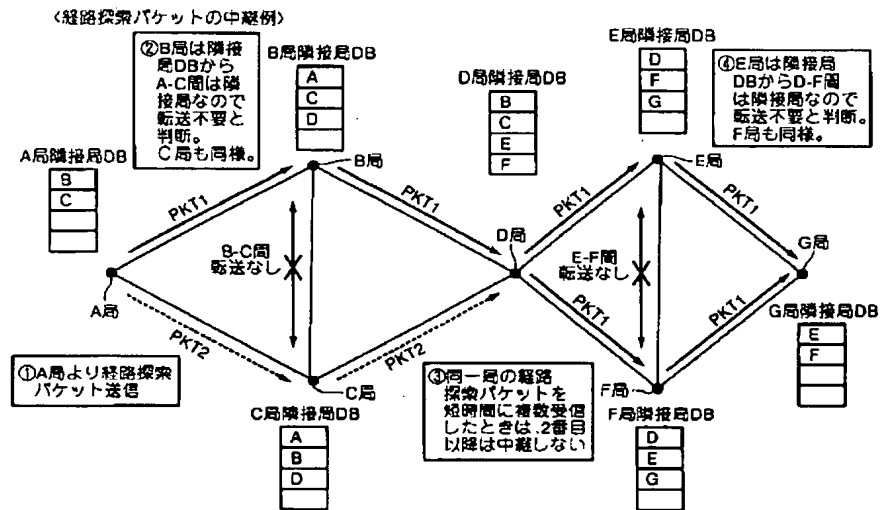 〈経路探索パケットの中継例〉
②B局は隣接
局DBから
A-C間は隣
接局なので
転送不要と
判断。
C局も同様。
B局隣接局DB
A
C
D
D局隣接局DB
B
C
E
F
E局隣接局DB
D
F
G
④E局は隣接局
DBからD-F間
は隣接局なので
転送不要と判断。
F局も同様。
A局隣接局DB
B
C
B局
E局
PKT1
PKT1
PKT1
PKT1
B-C間
転送なし
D局
E-F間
転送なし
G局
A局
PKT2
PKT2
PKT1
PKT1
G局隣接局DB
E
F
①A局より経路探索
パケット送信
C局
③同一局の経路
探索パケットを
短時間に複数受信
したときは、2番目
以降は中継しない
F局
C局隣接局DB
A
B
D
F局隣接局DB
D
E
G